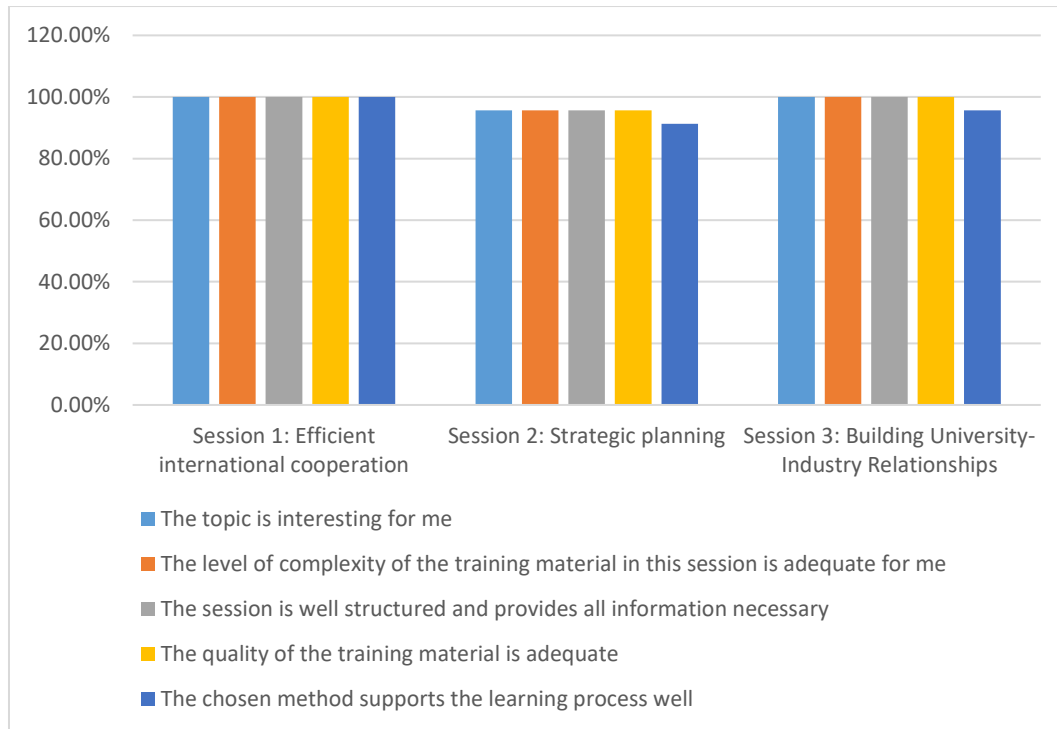 120.00%
100.00%
80.00%
60.00%
40.00%
20.00%
0.00%
Session 1: Efficient
international cooperation
Session 2: Strategic planning
Session 3: Building University-
Industry Relationships
The topic is interesting for me
The level of complexity of the training material in this session is adequate for me
The session is well structured and provides all information necessary
The quality of the training material is adequate
The chosen method supports the learning process well